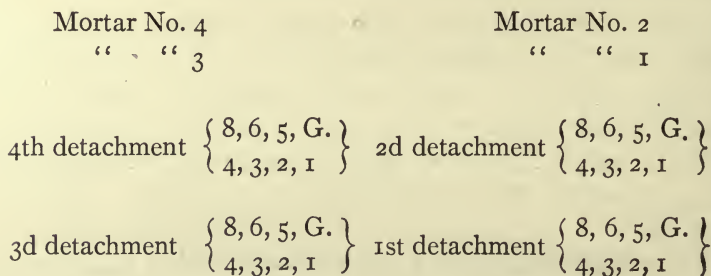 Mortar No. 4 Mortar No. 2
“ “ 3 “ “ 1
4th detachment { 8, 6, 5, G. } 2d detachment { 8, 6, 5, G. }
{ 4, 3, 2, 1 } { 4, 3, 2, 1 }
3d detachment { 8, 6, 5, G. } 1st detachment { 8, 6, 5, G. }
{ 4, 3, 2, 1 } { 4, 3, 2, 1 }